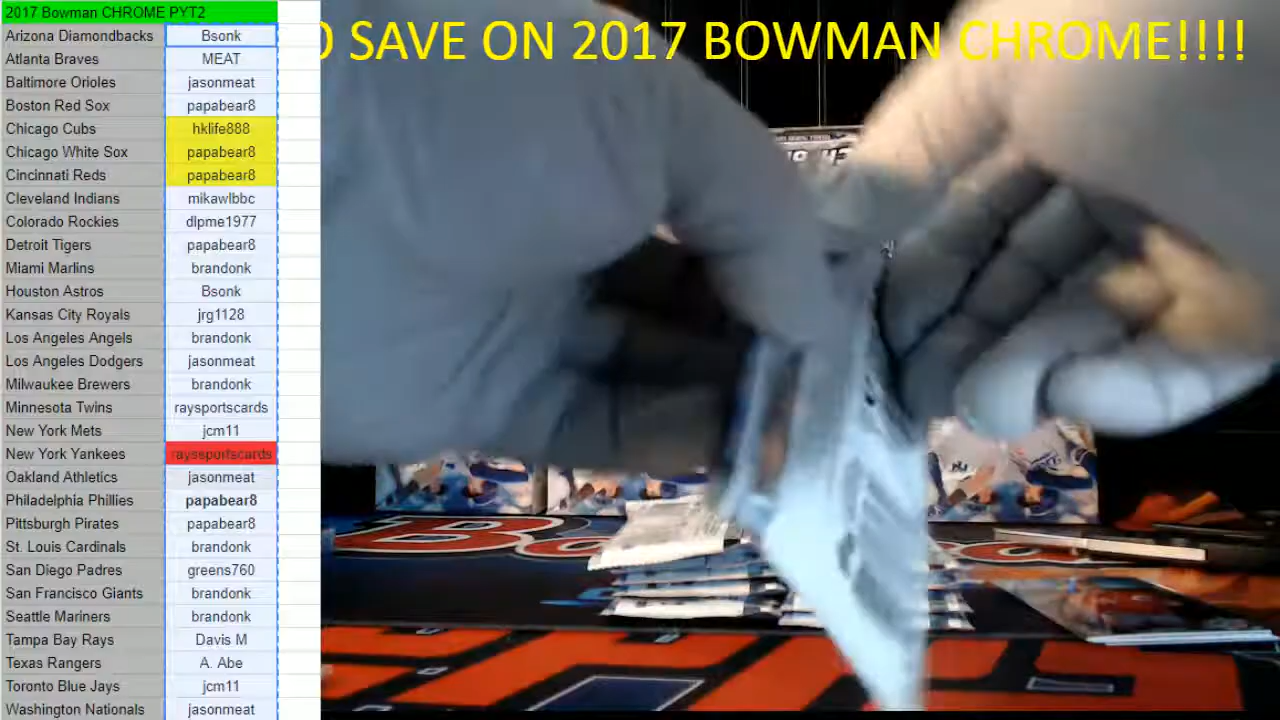 2017 Bowman CHROME PYT2
SAVE ON 2017 BOWMAN CHROME!!!!
Arizona Diamondbacks Bsonk
Atlanta Braves MEAT
Baltimore Orioles jasonmeat
Boston Red Sox papabear8
Chicago Cubs hklife888
Chicago White Sox papabear8
Cincinnati Reds papabear8
Cleveland Indians mikawlbbc
Colorado Rockies dlpme1977
Detroit Tigers papabear8
Miami Marlins brandonk
Houston Astros Bsonk
Kansas City Royals jrg1128
Los Angeles Angels brandonk
Los Angeles Dodgers jasonmeat
Milwaukee Brewers brandonk
Minnesota Twins raysportscards
New York Mets jcm11
New York Yankees rayssportscards
Oakland Athletics jasonmeat
Philadelphia Phillies papabear8
Pittsburgh Pirates papabear8
St. Louis Cardinals brandonk
San Diego Padres greens760
San Francisco Giants brandonk
Seattle Mariners brandonk
Tampa Bay Rays Davis M
Texas Rangers A. Abe
Toronto Blue Jays jcm11
Washington Nationals jasonmeat